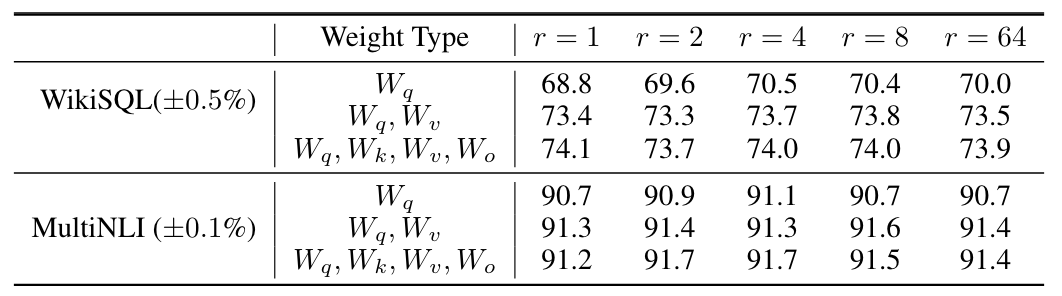 Weight Type r = 1 r = 2 r = 4 r = 8 r = 64
WikiSQL(±0.5%) W_q 68.8 69.6 70.5 70.4 70.0
W_q, W_v 73.4 73.3 73.7 73.8 73.5
W_q, W_k, W_v, W_o 74.1 73.7 74.0 74.0 73.9
MultiNLI (±0.1%) W_q 90.7 90.9 91.1 90.7 90.7
W_q, W_v 91.3 91.4 91.3 91.6 91.4
W_q, W_k, W_v, W_o 91.2 91.7 91.7 91.5 91.4